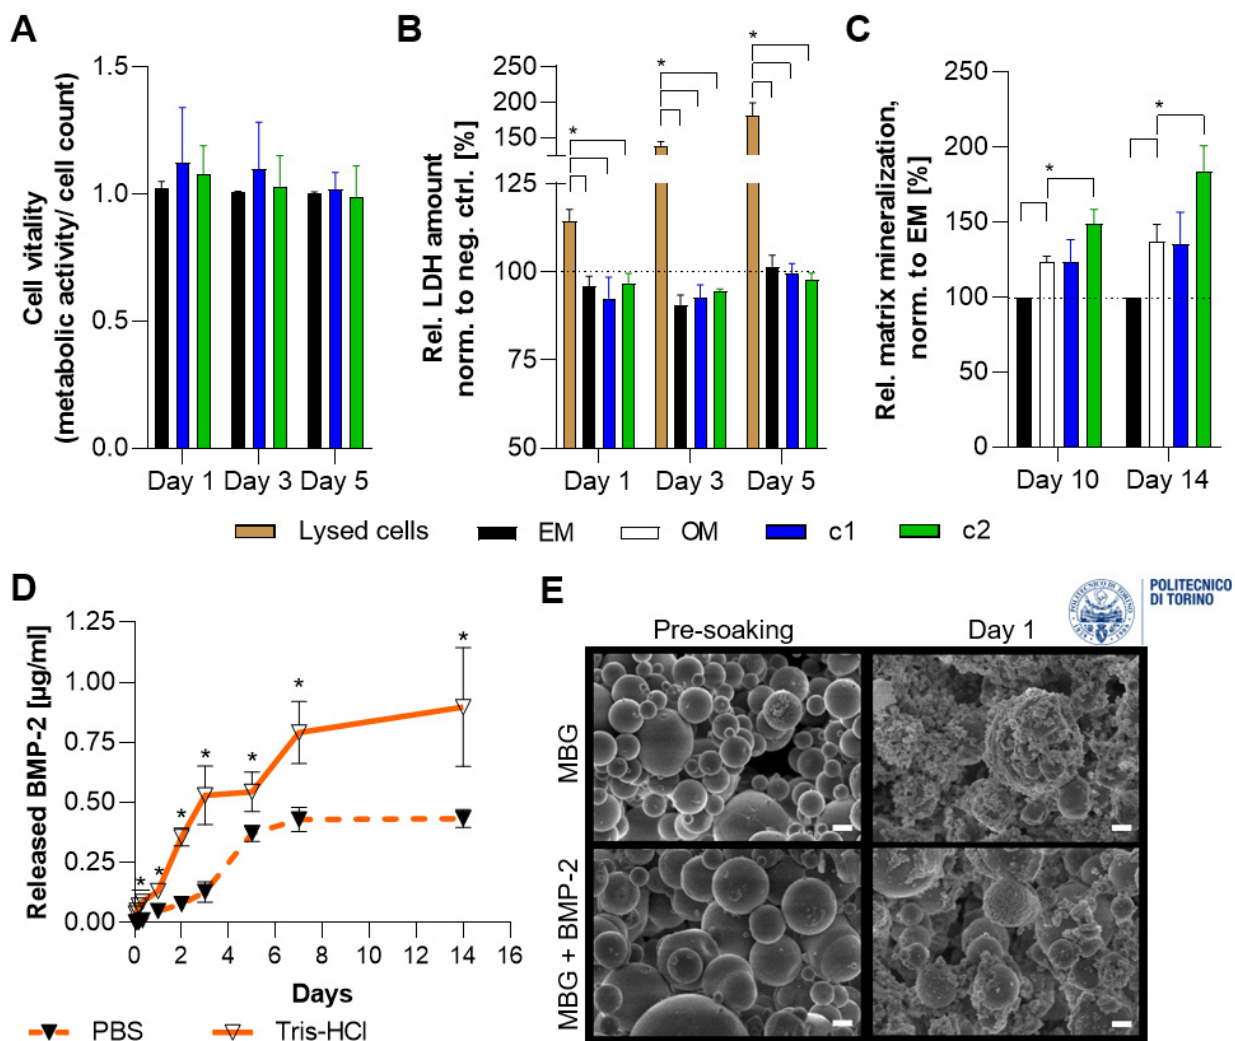 A
B
C
1.5
1.0
0.5
0.0
Cell vitality
(metabolic activity/ cell count)
Day 1 Day 3 Day 5
250
200
150
125
100
75
50
Rel. LDH amount
norm. to neg. ctrl. [%]
* * *
Day 1 Day 3 Day 5
250
200
150
100
50
0
Rel. matrix mineralization,
norm. to EM [%]
* *
Day 10 Day 14
Lysed cells EM OM c1 c2
D
1.25
1.00
0.75
0.50
0.25
0.00
Released BMP-2 [µg/ml]
* * * * * * *
0 2 4 6 8 10 12 14 16
Days
PBS Tris-HCl
E
POLITECNICO
DI TORINO
Pre-soaking Day 1
MBG
MBG + BMP-2